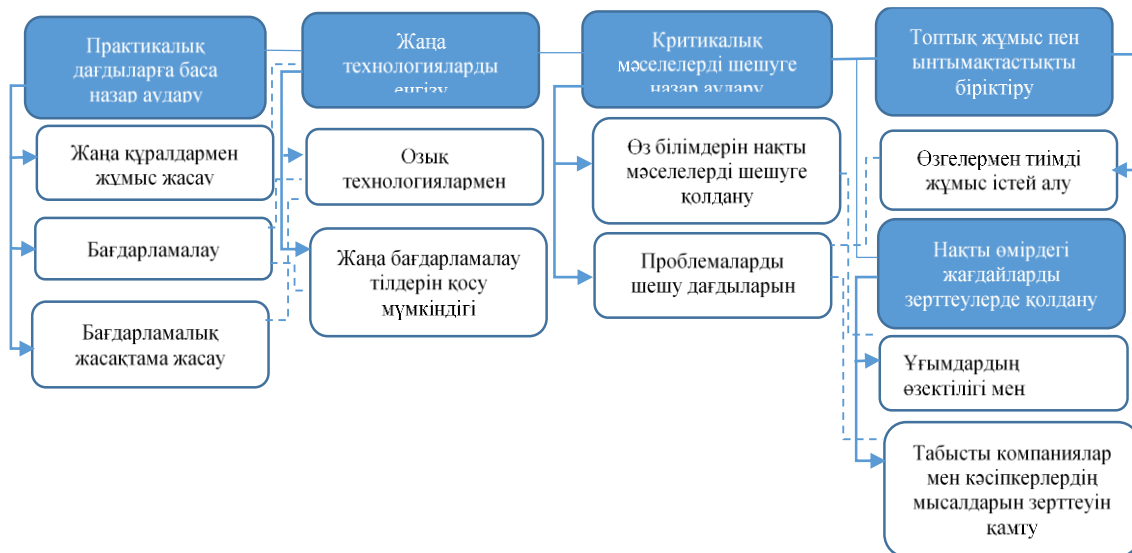 Практикалық
дағдыларға баса
назар аудару
Жаңа құралдармен
жұмыс жасау
Бағдарламалау
Бағдарламалық
жасақтама жасау
Жаңа
технологияларды
енгізу
Озық
технологиялармен
Жаңа бағдарламалау
тілдерін қосу
мүмкіндігі
Критикалық
мәселелерді шешуге
назар аудару
Өз білімдерін нақты
мәселелерді шешуге
қолдану
Проблемаларды
шешу дағдыларын
Топтық жұмыс пен
ынтымақтастықты
біріктіру
Өзгелермен тиімді
жұмыс істей алу
Нақты өмірдегі
жағдайларды
зерттеулерде қолдану
Ұғымдардың
өзектілігі мен
Табысты компаниялар
мен кәсіпкерлердің
мысалдарын зерттеуін
қамту